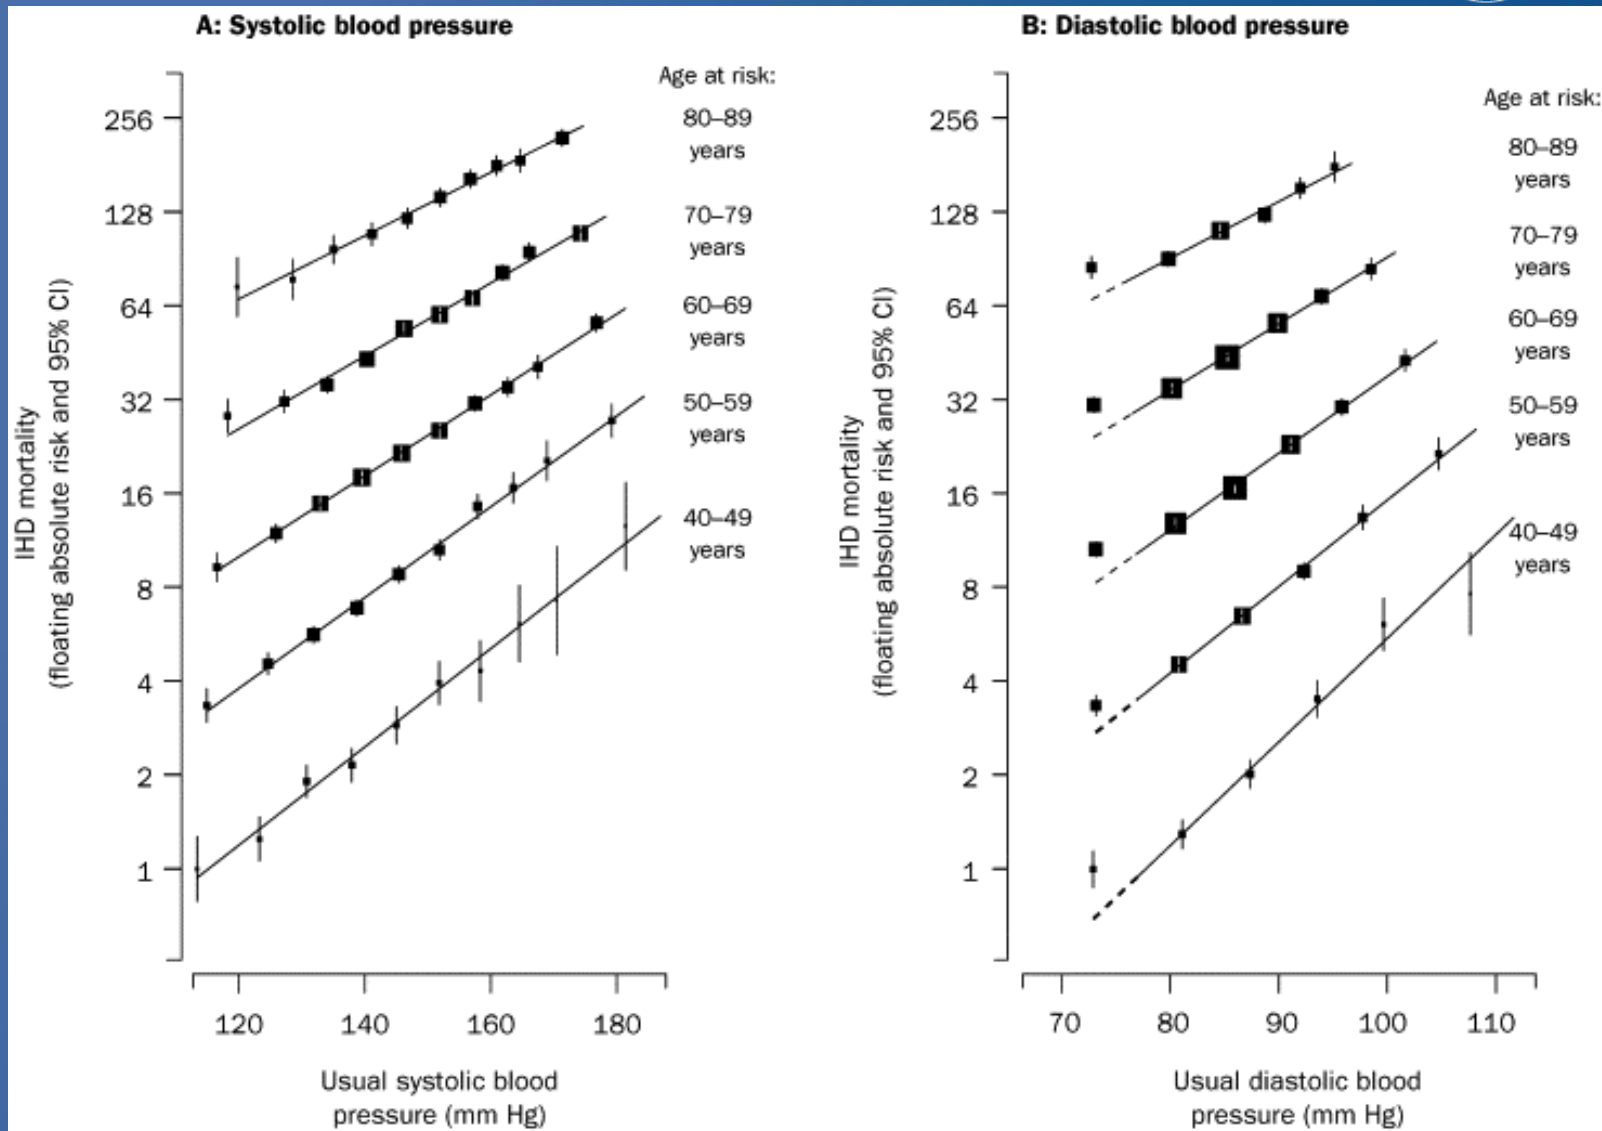 A: Systolic blood pressure
Age at risk:
256
128
64
32
16
8
4
2
1
80–89
years
70–79
years
60–69
years
50–59
years
40–49
years
IHD mortality
(floating absolute risk and 95% CI)
120 140 160 180
Usual systolic blood
pressure (mm Hg)
B: Diastolic blood pressure
Age at risk:
256
128
64
32
16
8
4
2
1
80–89
years
70–79
years
60–69
years
50–59
years
40–49
years
IHD mortality
(floating absolute risk and 95% CI)
70 80 90 100 110
Usual diastolic blood
pressure (mm Hg)